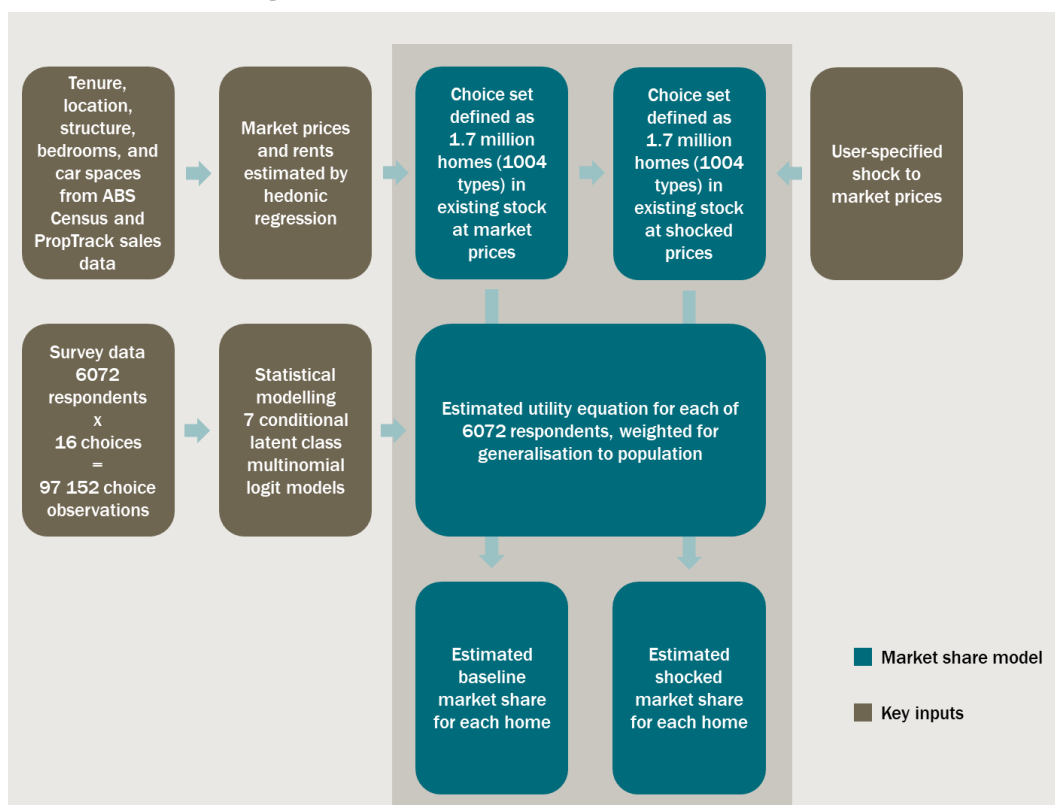 Tenure,
location,
structure,
bedrooms, and
car spaces
from ABS
Census and
PropTrack sales
data
Market prices
and rents
estimated by
hedonic
regression
Choice set
defined as
1.7 million
homes (1004
types) in
existing stock
at market
prices
Choice set
defined as
1.7 million
homes (1004
types) in
existing stock
at shocked
prices
User-specified
shock to
market prices
Survey data
6072
respondents
x
16 choices
=
97 152 choice
observations
Statistical
modelling
7 conditional
latent class
multinomial
logit models
Estimated utility equation for each of
6072 respondents, weighted for
generalisation to population
Estimated
baseline
market share
for each home
Estimated
shocked
market share
for each home
Market share model
Key inputs